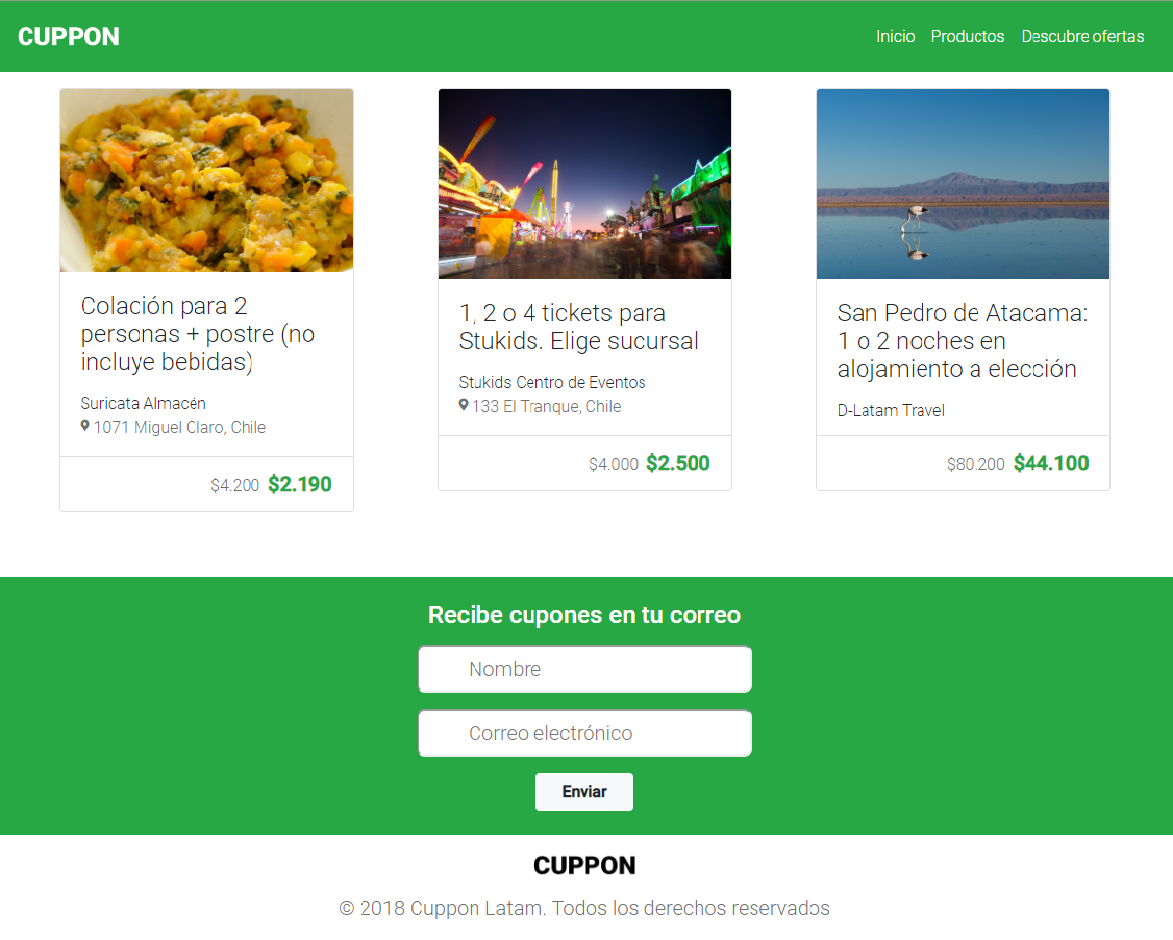 CUPPON
Inicio Productos Descubre ofertas
Colación para 2
personas + postre (no
incluye bebidas)
Suricata Almacén
1071 Miguel Claro, Chile
$4.200 $2.190
1, 2 o 4 tickets para
Stukids. Elige sucursal
Stukids Centro de Eventos
133 El Tranque, Chile
$4.000 $2.500
San Pedro de Atacama:
1 o 2 noches en
alojamiento a elección
D-Latam Travel
$80.200 $44.100
Recibe cupones en tu correo
Nombre
Correo electrónico
Enviar
CUPPON
© 2018 Cuppon Latam. Todos los derechos reservados